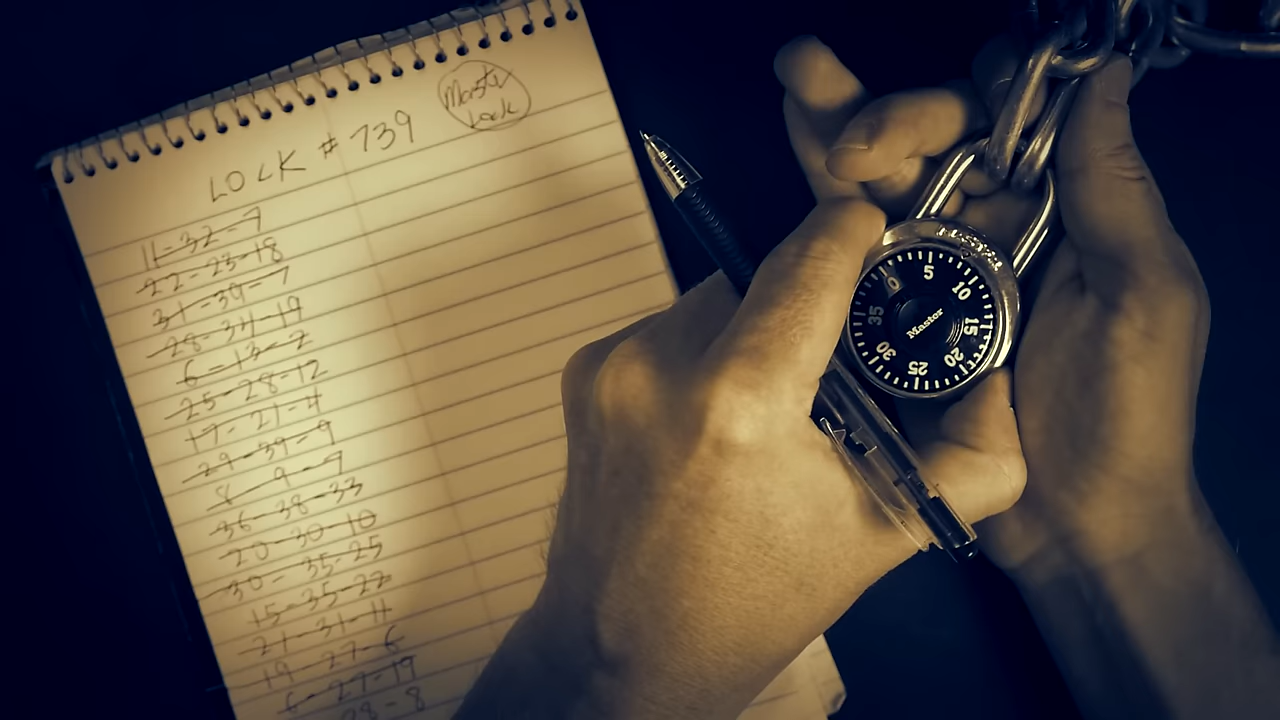 Master
Lock
LOCK # 739
11-32-7
22-23-18
31-39-7
28-34-19
6-13-2
25-28-12
17-21-4
29-39-9
8-9-9
36-38-33
20-30-10
30-35-25
15-35-22
21-31-11
19-27-6
6-27-19
28-8
Master
0 5 10 15 20 25 30 35
Master